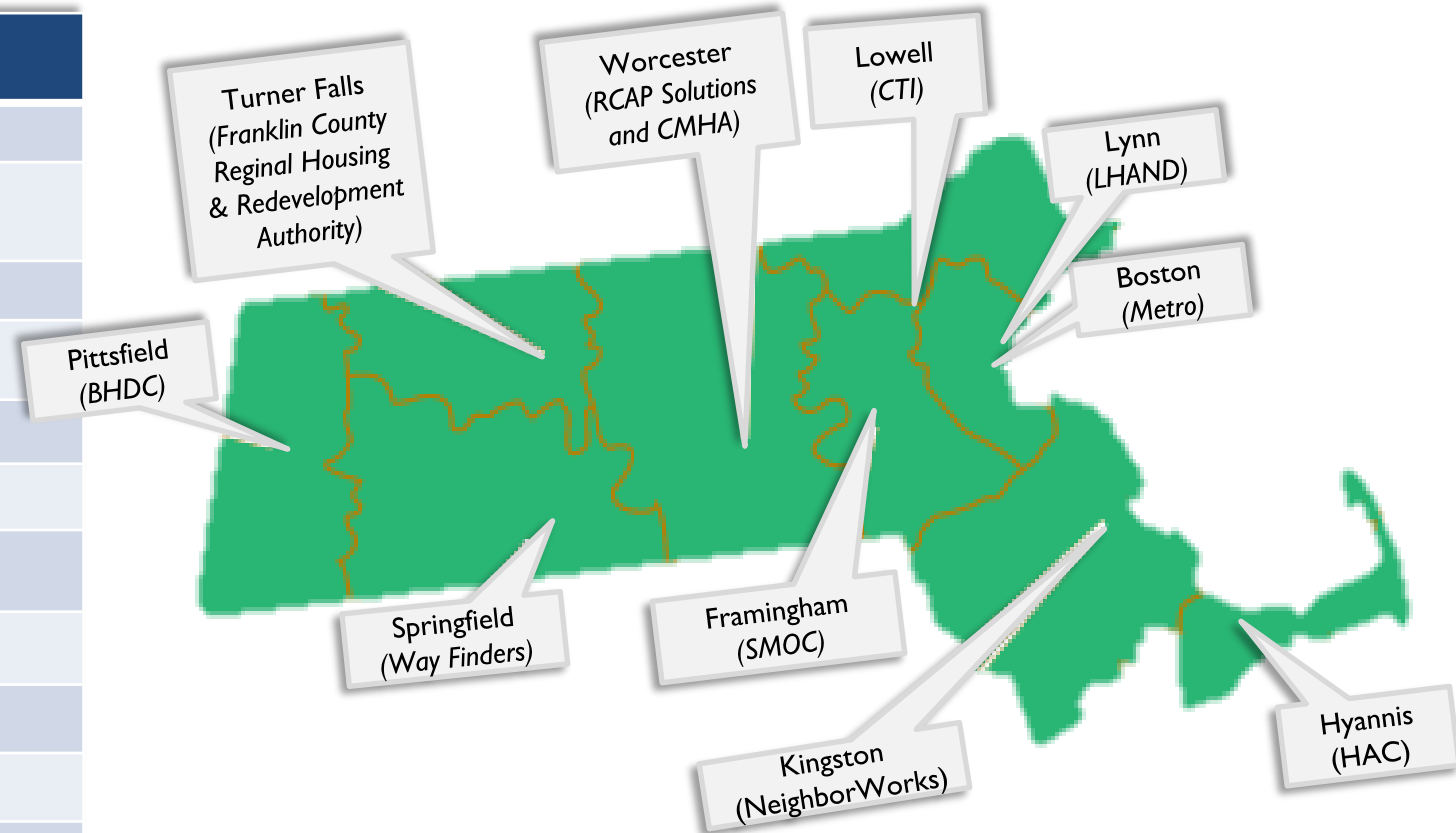 Turner Falls
(Franklin County
Reginal Housing
& Redevelopment
Authority)
Worcester
(RCAP Solutions
and CMHA)
Lowell
(CTI)
Lynn
(LHAND)
Boston
(Metro)
Pittsfield
(BHDC)
Springfield
(Way Finders)
Framingham
(SMOC)
Kingston
(NeighborWorks)
Hyannis
(HAC)